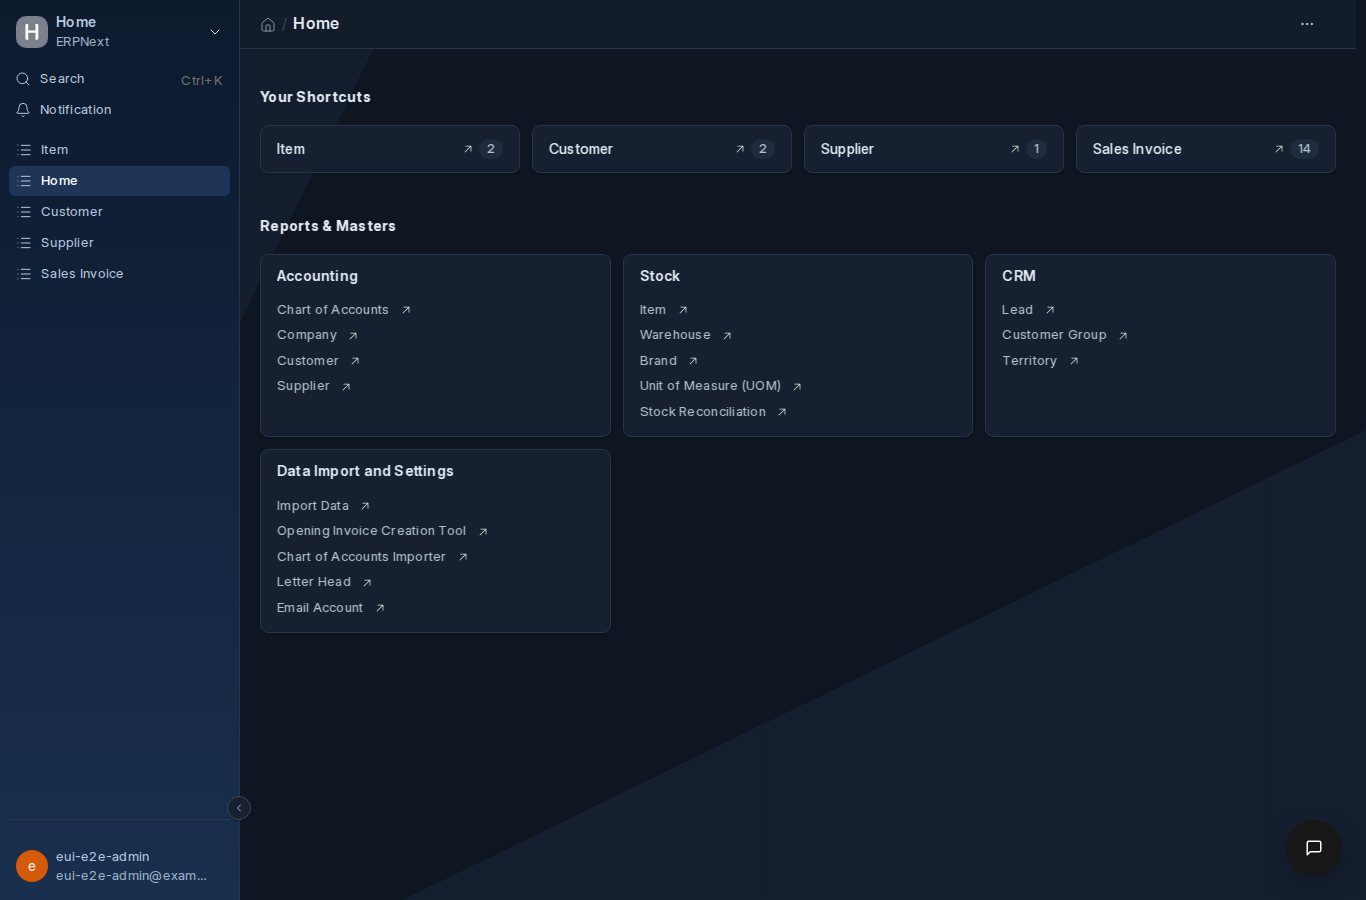 H
Home
ERPNext
Search
Ctrl+K
Notification
Item
Home
Customer
Supplier
Sales Invoice
e
eui-e2e-admin
eui-e2e-admin@exam...
/ Home
Your Shortcuts
Item 2
Customer 2
Supplier 1
Sales Invoice 14
Reports & Masters
Accounting
Chart of Accounts
Company
Customer
Supplier
Stock
Item
Warehouse
Brand
Unit of Measure (UOM)
Stock Reconciliation
CRM
Lead
Customer Group
Territory
Data Import and Settings
Import Data
Opening Invoice Creation Tool
Chart of Accounts Importer
Letter Head
Email Account